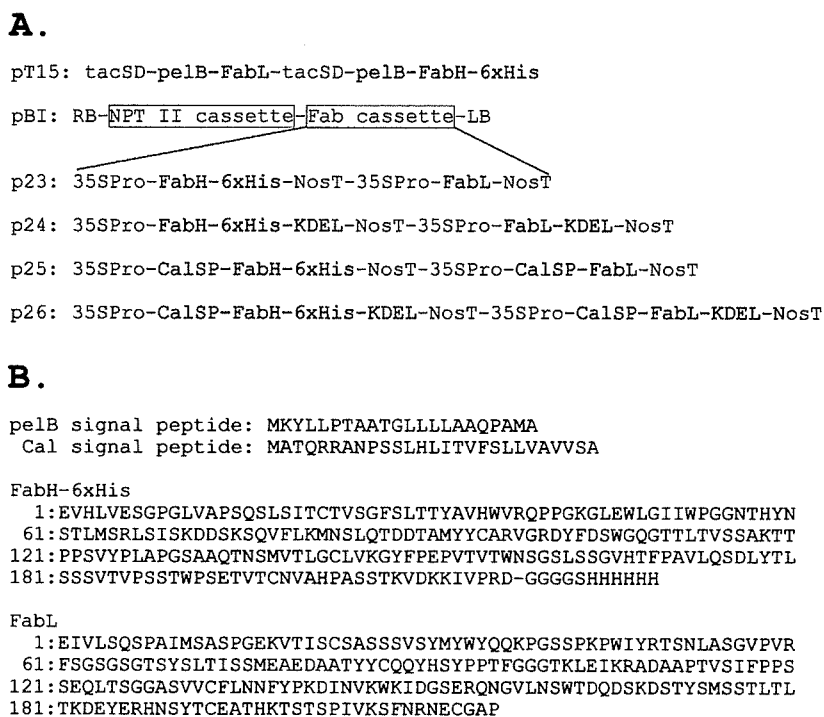 A.
pT15: tacSD-pelB-FabL-tacSD-pelB-FabH-6xHis
pBI: RB-NPT II cassette-Fab cassette-LB
p23: 35SPro-FabH-6xHis-NosT-35SPro-FabL-NosT
p24: 35SPro-FabH-6xHis-KDEL-NosT-35SPro-FabL-KDEL-NosT
p25: 35SPro-CalSP-FabH-6xHis-NosT-35SPro-CalSP-FabL-NosT
p26: 35SPro-CalSP-FabH-6xHis-KDEL-NosT-35SPro-CalSP-FabL-KDEL-NosT
B.
pelB signal peptide: MKYLLPTAATGLLLLAAQPAMA
Cal signal peptide: MATQRRANPSSLHLITVFSLLVAVVSA
FabH-6xHis
1:EVHLVESGPGLVAPSQSLSITCTVSGFSLTTYAVHWVRQPPGKGLEWLGIIWPGGNTHYN
61:STLMSRLSISKDDSKSQVFLKMNSLQTDDTAMYYCARVGRDYFDSWGQGTTLTVSSAKTT
121:PPSVYPLAPGSAAQTNSMVTLGCLVKGYFPEPVTVTWNSGSLSSGVHTFPAVLQSDLYTL
181:SSSVTVPSSTWPSETVTCNVAHPASSTKVDKKIVPRD-GGGGSHHHHHH
FabL
1:EIVLSQSPAIMSASPGEKVTISCSASSSVSYMYWYQQKPGSSPKPWIYRTSNLASGVPVR
61:FSGSGSGTSYSLTISSMEAEDAATYYCQQYHSYPPTFGGGTKLEIKRADAAPTVSIFPPS
121:SEQLTSGGASVVCFLNNFYPKDINVKWKIDGSERQNGVLNSWTDQDSKDSTYSMSSTLTL
181:TKDEYERHNSYTCEATHKTSTSPIVKSFNRNECGAP